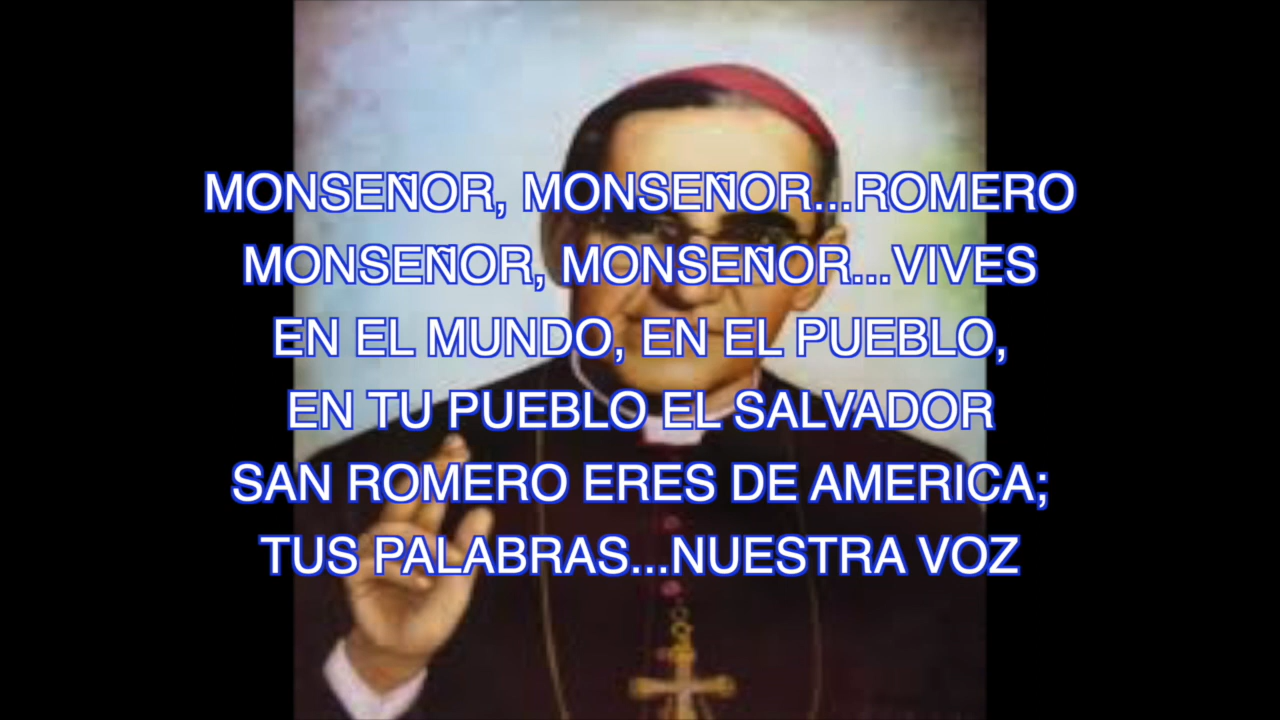 MONSEÑOR, MONSEÑOR...ROMERO
MONSEÑOR, MONSEÑOR...VIVES
EN EL MUNDO, EN EL PUEBLO,
EN TU PUEBLO EL SALVADOR
SAN ROMERO ERES DE AMERICA;
TUS PALABRAS...NUESTRA VOZ